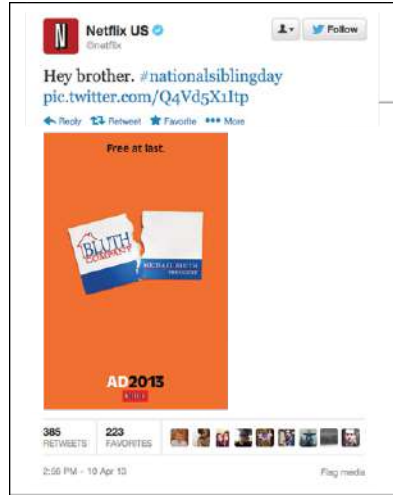 N
Netflix US
@netflix
Follow
Hey brother. #nationalsiblingday
pic.twitter.com/Q4Vd5X1Itp
Reply Retweet Favorite More
Free at last.
BLUTH
COMPANY
MICHAEL BLUTH
PRESIDENT
AD2013
NETFLIX
385
RETWEETS
223
FAVORITES
2:56 PM - 10 Apr 13
Flag media